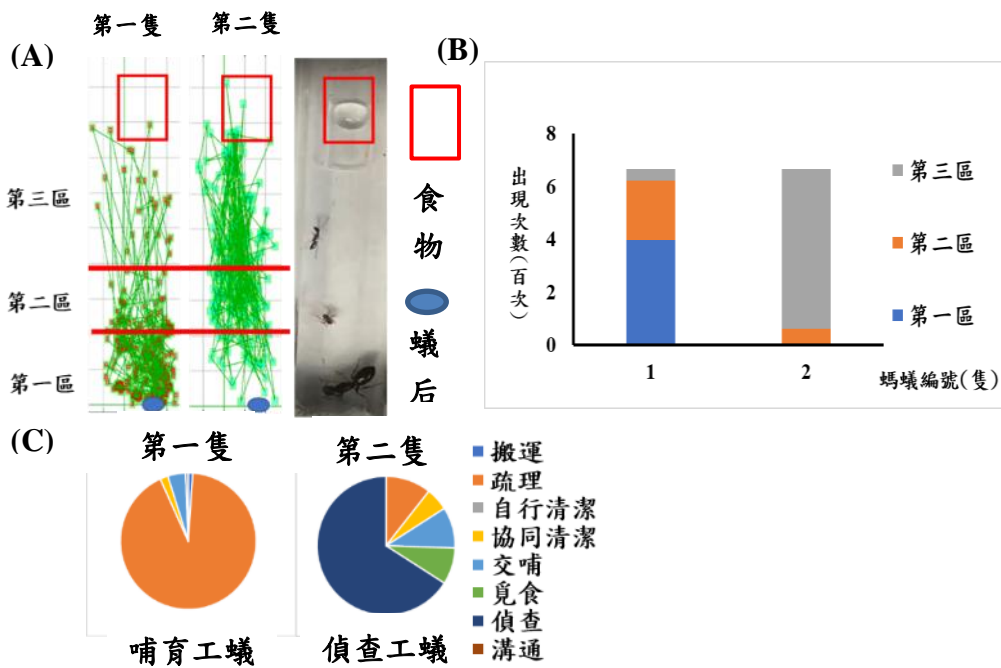 第一隻 第二隻
(A)
第三區
第二區
第一區
食物
蟻后
(B)
出現次數(百次)
8
6
4
2
0
1 2
螞蟻編號(隻)
第三區
第二區
第一區
(C)
第一隻 第二隻
哺育工蟻 偵查工蟻
搬運
疏理
自行清潔
協同清潔
交哺
覓食
偵查
溝通